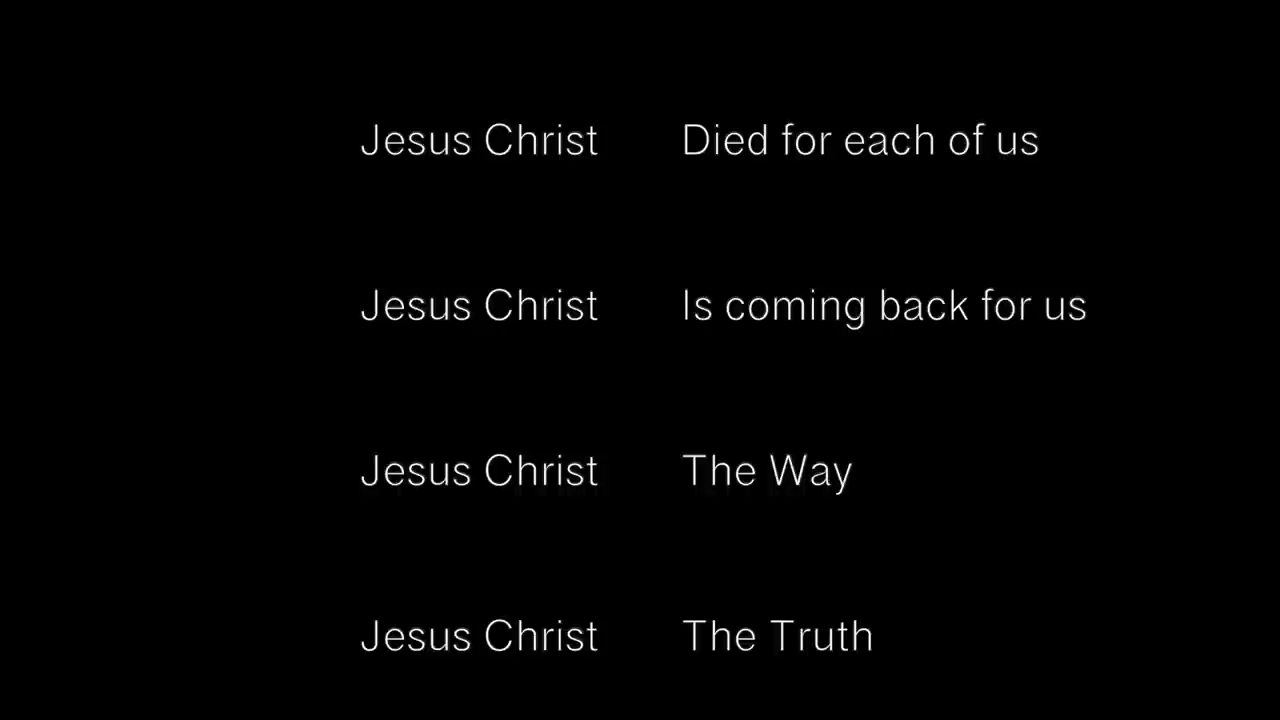 Jesus Christ Died for each of us
Jesus Christ Is coming back for us
Jesus Christ The Way
Jesus Christ The Truth